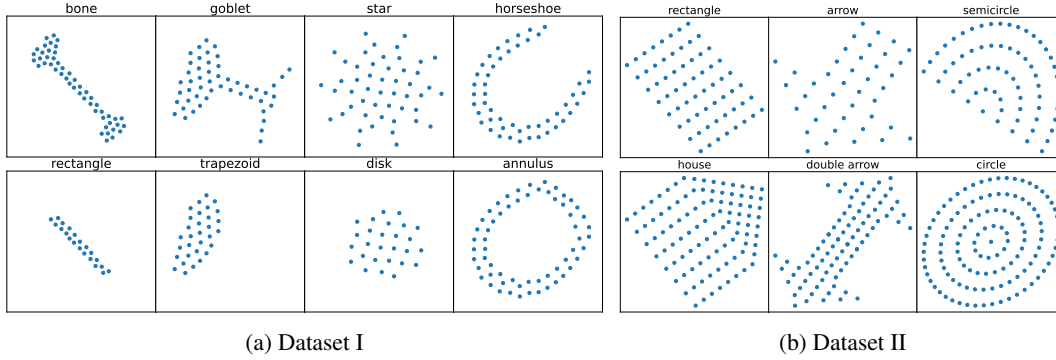 bone goblet star horseshoe
rectangle trapezoid disk annulus
(a) Dataset I
rectangle arrow semicircle
house double arrow circle
(b) Dataset II